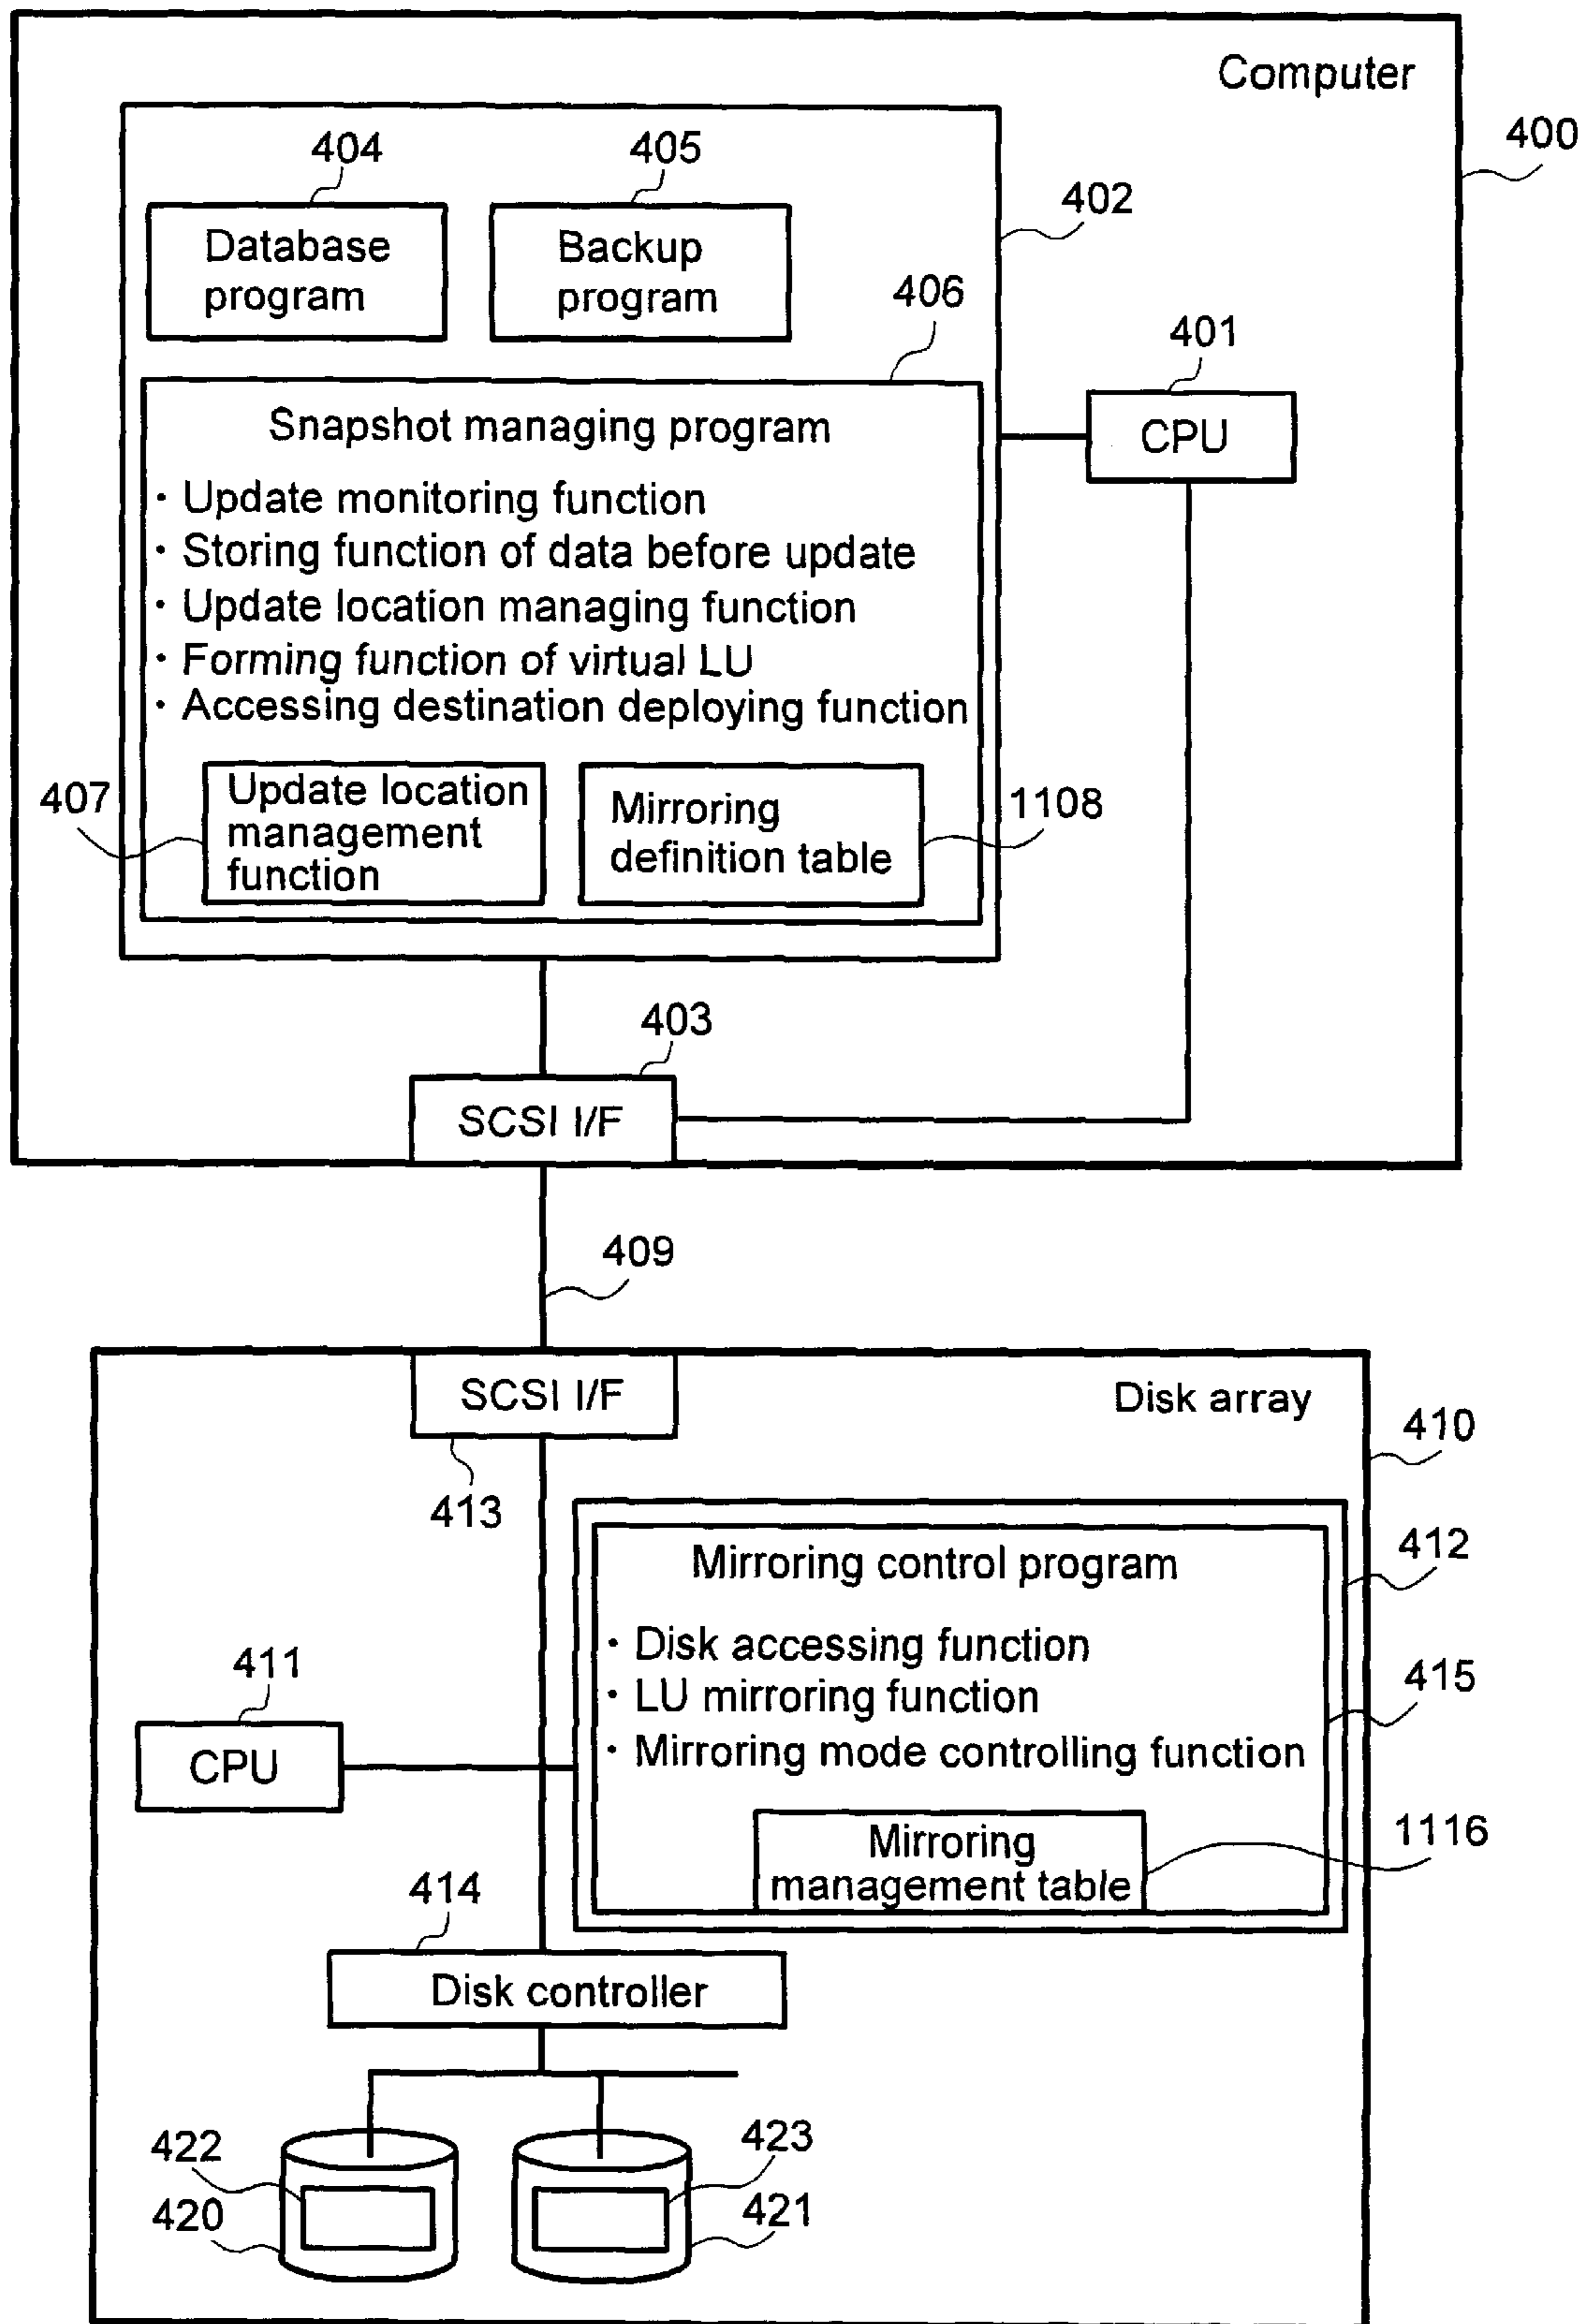 Computer
400
404
405
402
Database
program
Backup
program
406
401
CPU
Snapshot managing program
· Update monitoring function
· Storing function of data before update
· Update location managing function
· Forming function of virtual LU
· Accessing destination deploying function
407
Update location
management
function
Mirroring
definition table
1108
403
SCSI I/F
409
SCSI I/F
Disk array
410
413
412
Mirroring control program
· Disk accessing function
· LU mirroring function
· Mirroring mode controlling function
411
CPU
415
Mirroring
management table
1116
414
Disk controller
422
423
420
421